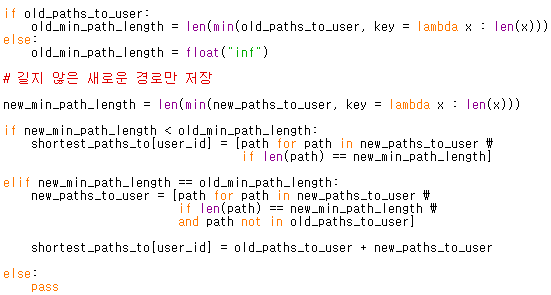 if old_paths_to_user:
    old_min_path_length = len(min(old_paths_to_user, key = lambda x : len(x)))
else:
    old_min_path_length = float("inf")
# 길지 않은 새로운 경로만 저장
new_min_path_length = len(min(new_paths_to_user, key = lambda x : len(x)))
if new_min_path_length < old_min_path_length:
    shortest_paths_to[user_id] = [path for path in new_paths_to_user ₩
                                  if len(path) == new_min_path_length]
elif new_min_path_length == old_min_path_length:
    new_paths_to_user = [path for path in new_paths_to_user ₩
                         if len(path) == new_min_path_length ₩
                         and path not in old_paths_to_user]
    shortest_paths_to[user_id] = old_paths_to_user + new_paths_to_user
else:
    pass